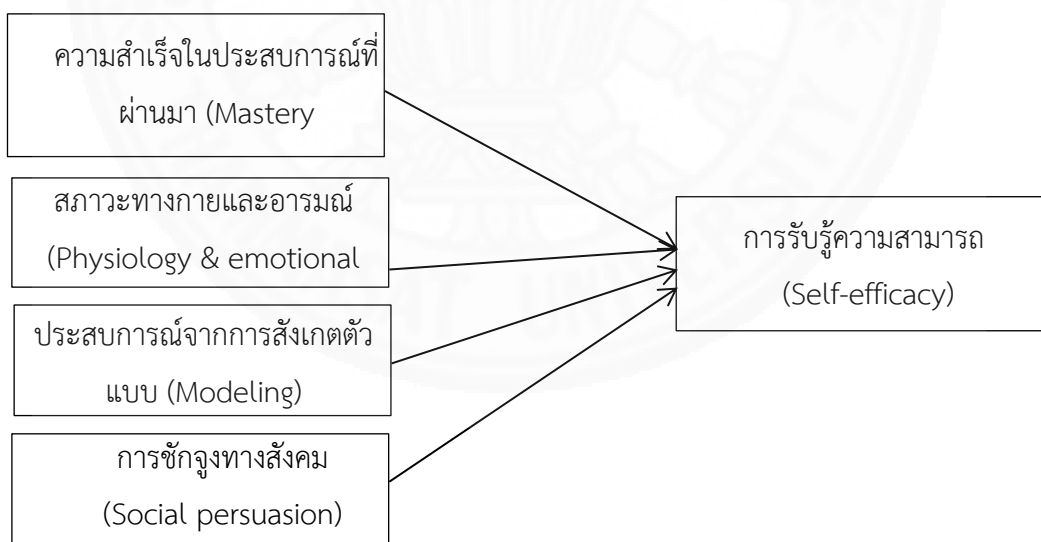 ความสำเร็จในประสบการณ์ที่
ผ่านมา (Mastery
สภาวะทางกายและอารมณ์
(Physiology & emotional
ประสบการณ์จากการสังเกตตัว
แบบ (Modeling)
การชักจูงทางสังคม
(Social persuasion)
การรับรู้ความสามารถ
(Self-efficacy)